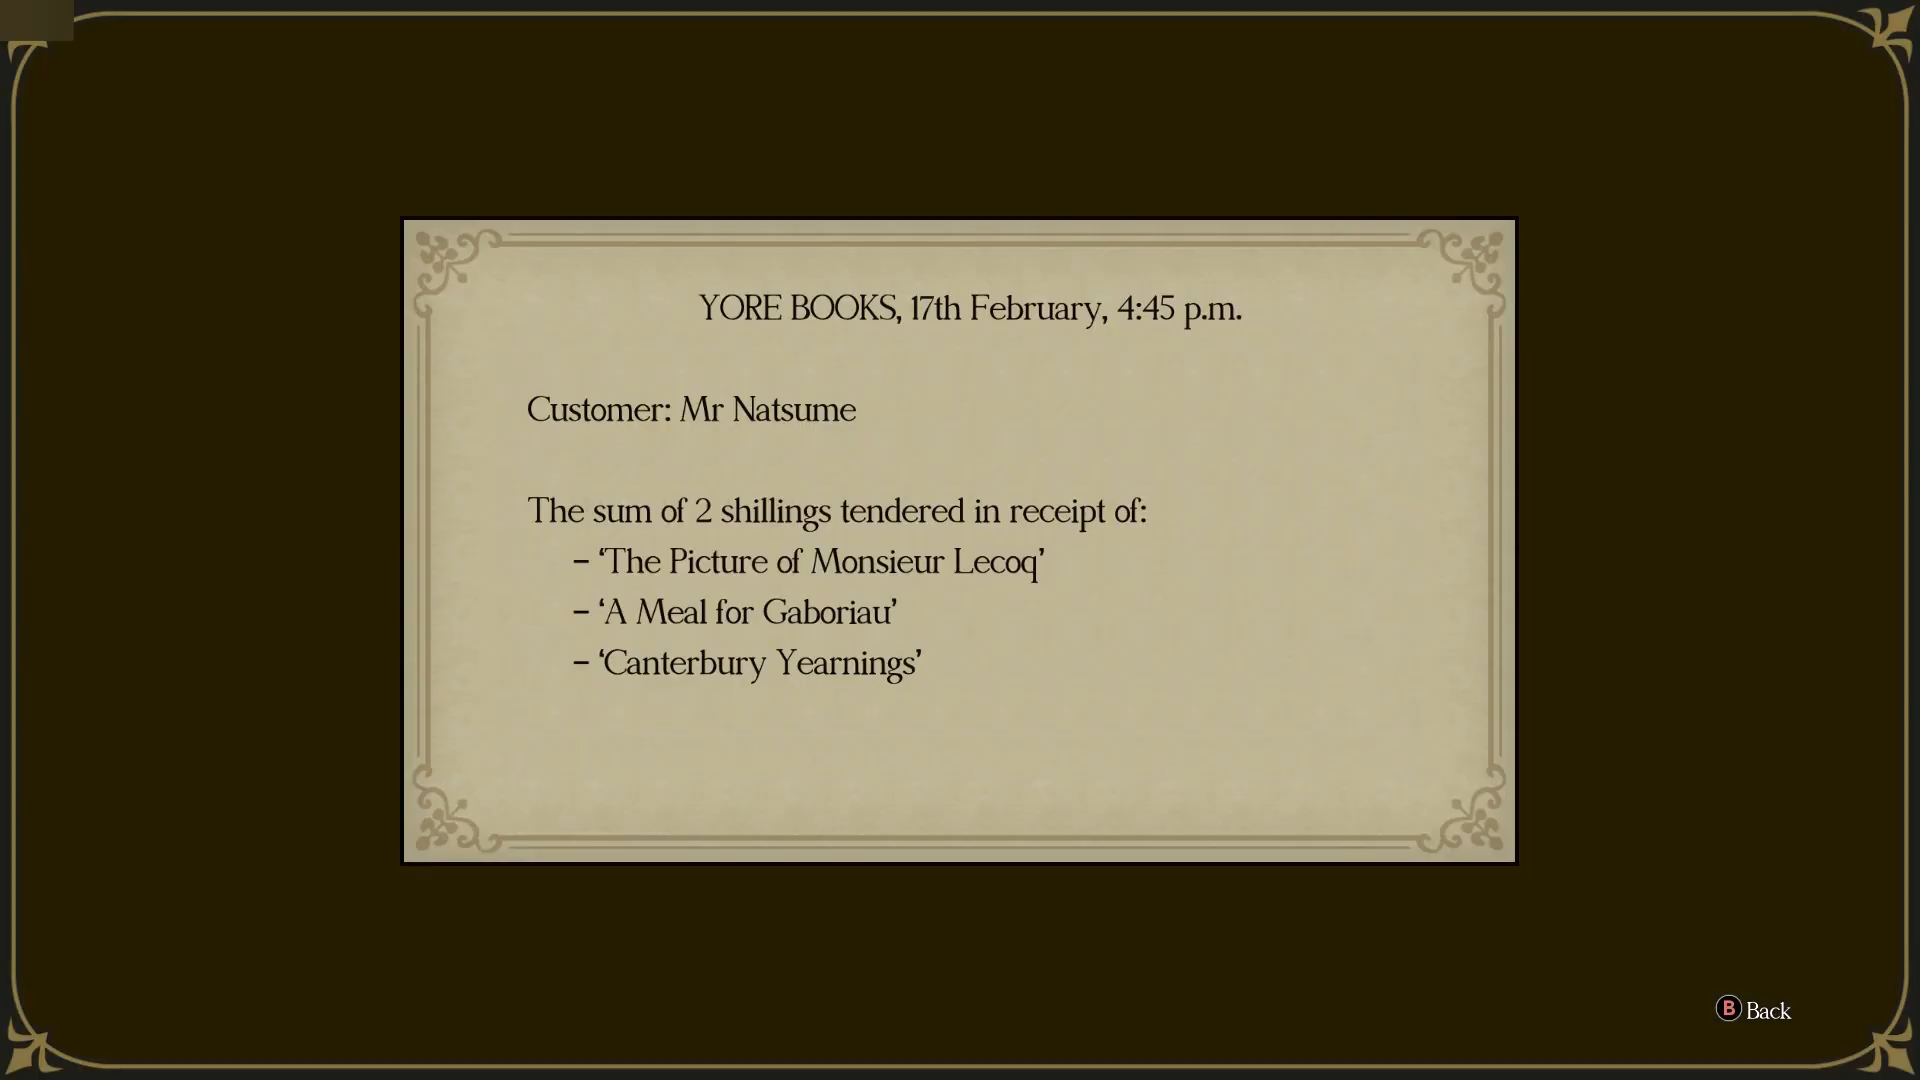 YORE BOOKS, 17th February, 4:45 p.m.
Customer: Mr Natsume
The sum of 2 shillings tendered in receipt of:
– ‘The Picture of Monsieur Lecoq’
– ‘A Meal for Gaboriau’
– ‘Canterbury Yearnings’
B Back